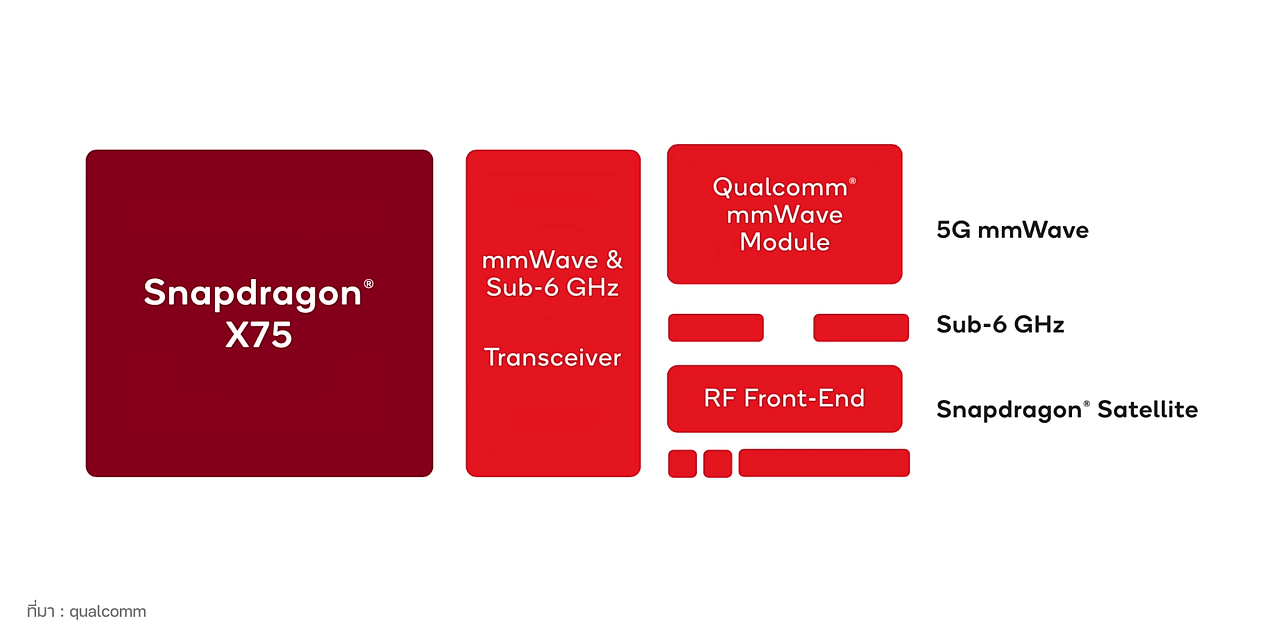 Snapdragon®
X75
mmWave &
Sub-6 GHz
Transceiver
Qualcomm®
mmWave
Module
RF Front-End
5G mmWave
Sub-6 GHz
Snapdragon® Satellite
ที่มา : qualcomm